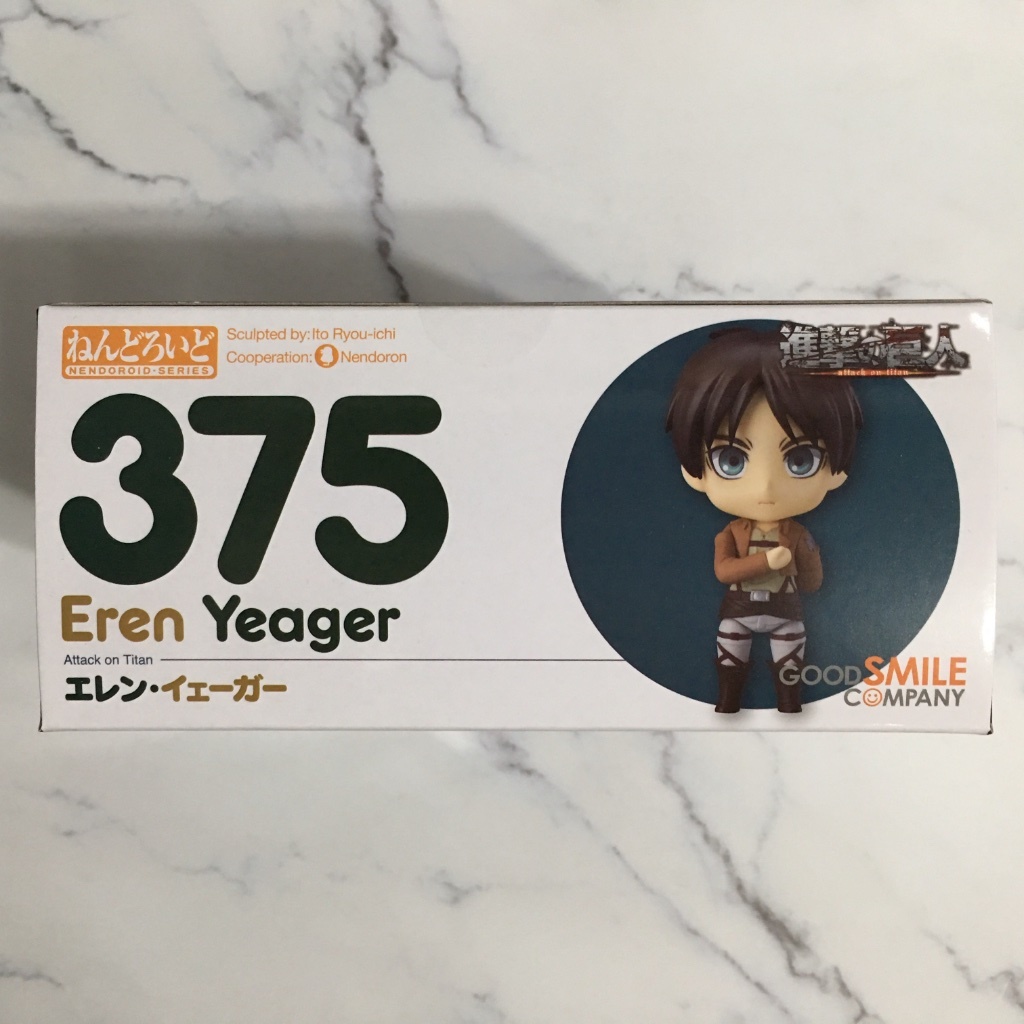 ねんどろいど
NENDOROID-SERIES
Sculpted by: Ito Ryou-ichi
Cooperation: Nendoron
375
Eren Yeager
Attack on Titan
エレン・イェーガー
進撃の巨人
attack on titan
GOOD SMILE
COMPANY